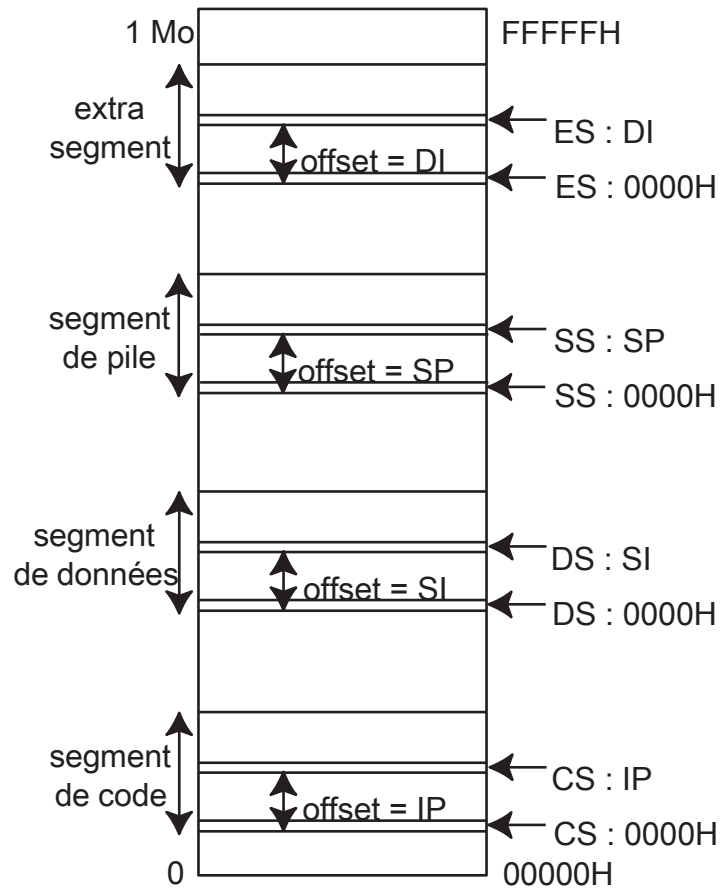 1 Mo FFFFFH
extra
segment
ES : DI
offset = DI
ES : 0000H
segment
de pile
SS : SP
offset = SP
SS : 0000H
segment
de données
DS : SI
offset = SI
DS : 0000H
segment
de code
CS : IP
offset = IP
CS : 0000H
0 00000H